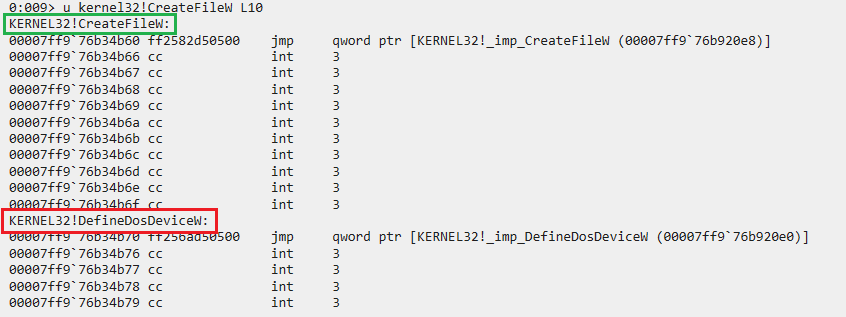 0:009> u kernel32!CreateFileW L10
KERNEL32!CreateFileW:
00007ff9`76b34b60 ff2582d50500    jmp     qword ptr [KERNEL32!_imp_CreateFileW (00007ff9`76b920e8)]
00007ff9`76b34b66 cc              int     3
00007ff9`76b34b67 cc              int     3
00007ff9`76b34b68 cc              int     3
00007ff9`76b34b69 cc              int     3
00007ff9`76b34b6a cc              int     3
00007ff9`76b34b6b cc              int     3
00007ff9`76b34b6c cc              int     3
00007ff9`76b34b6d cc              int     3
00007ff9`76b34b6e cc              int     3
00007ff9`76b34b6f cc              int     3
KERNEL32!DefineDosDeviceW:
00007ff9`76b34b70 ff256ad50500    jmp     qword ptr [KERNEL32!_imp_DefineDosDeviceW (00007ff9`76b920e0)]
00007ff9`76b34b76 cc              int     3
00007ff9`76b34b77 cc              int     3
00007ff9`76b34b78 cc              int     3
00007ff9`76b34b79 cc              int     3